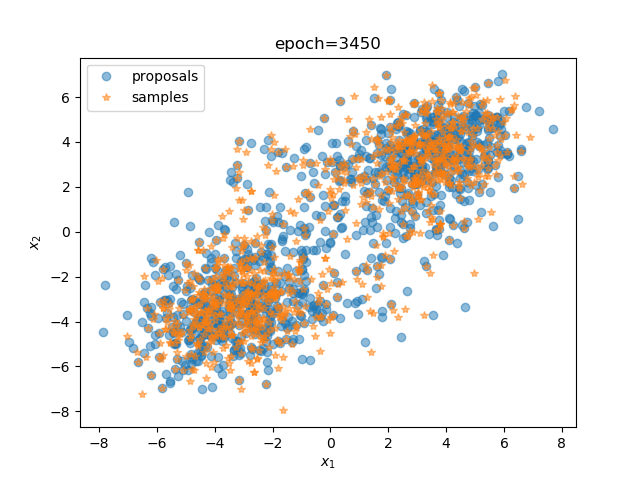 epoch=3450
proposals
samples
x₂
6
4
2
0
−2
−4
−6
−8
−8 −6 −4 −2 0 2 4 6 8
x₁